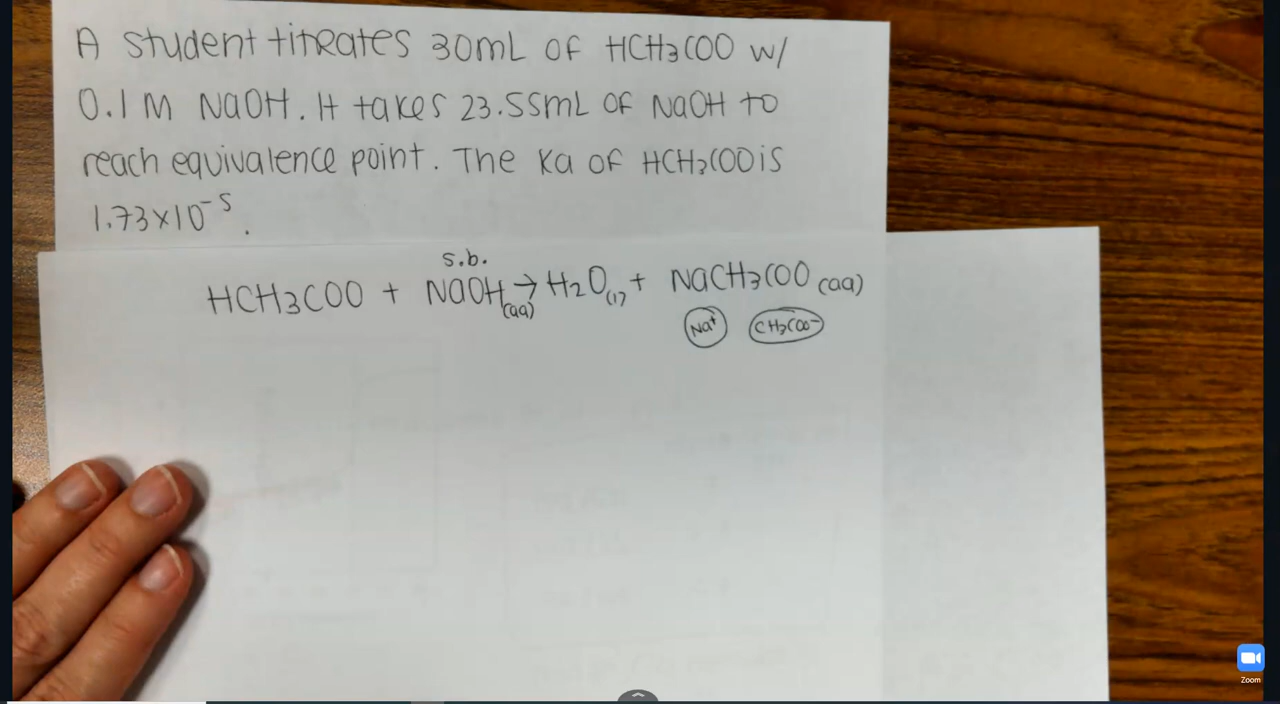 A student titrates 30mL of HCH3COO w/
0.1 M NaOH. It takes 23.55mL of NaOH to
reach equivalence point. The Ka of HCH3COO is
1.73x10⁻⁵.
s.b.
HCH3COO + NaOH(aq) → H2O(l) + NaCH3COO (aq)
Na⁺ CH3COO⁻
Zoom